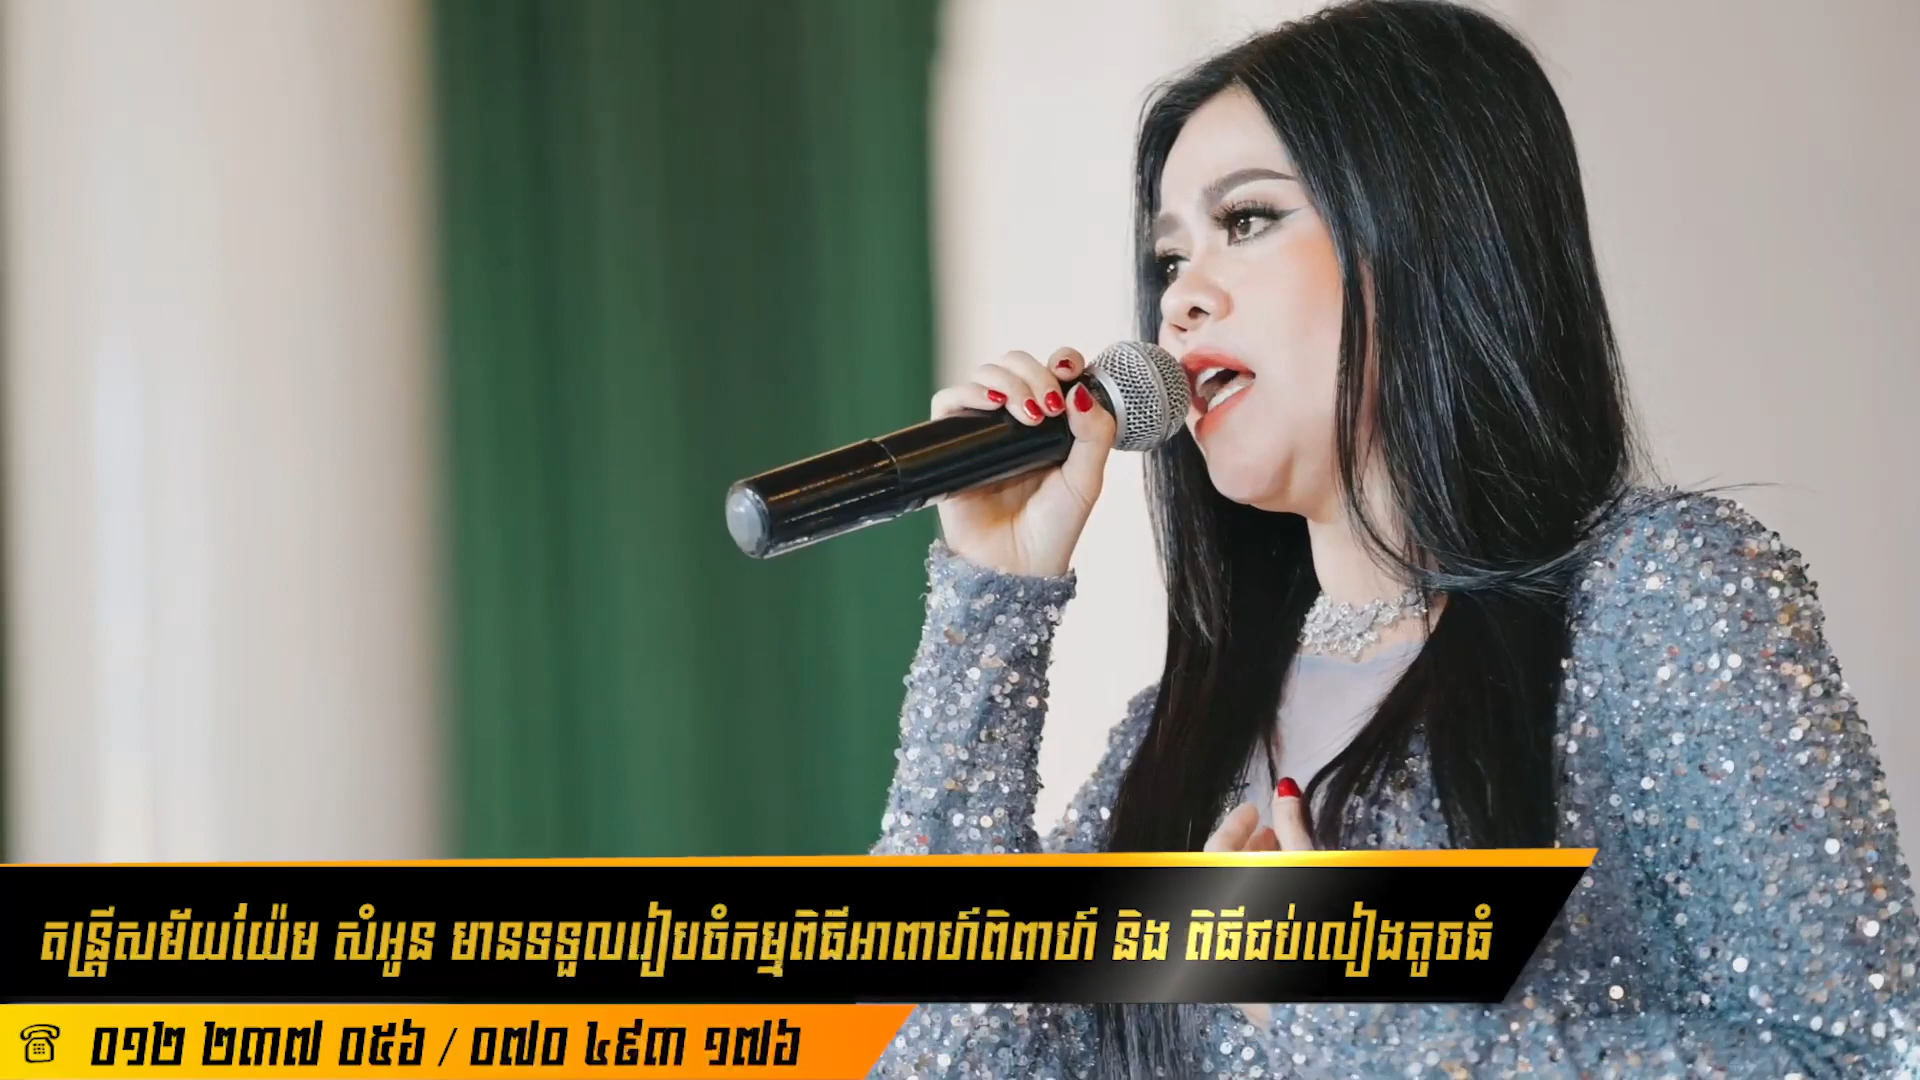 តន្ត្រីសម័យយ៉ែម សំអូន មានទទួលរៀបចំកម្មពិធីអាពាហ៍ពិពាហ៍ និង ពិធីជប់លៀងតូចធំ
០១២ ២៣៧ ០៥៦ / ០៧០ ៤៩៣ ១៧៦